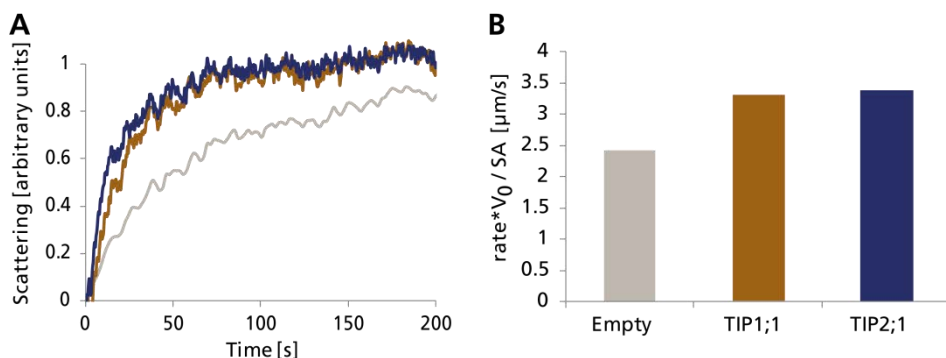 A
Scattering [arbitrary units]
1
0.8
0.6
0.4
0.2
0
0
50
100
150
200
Time [s]
B
rate*V₀ / SA [µm/s]
4
3.5
3
2.5
2
1.5
1
0.5
0
Empty
TIP1;1
TIP2;1